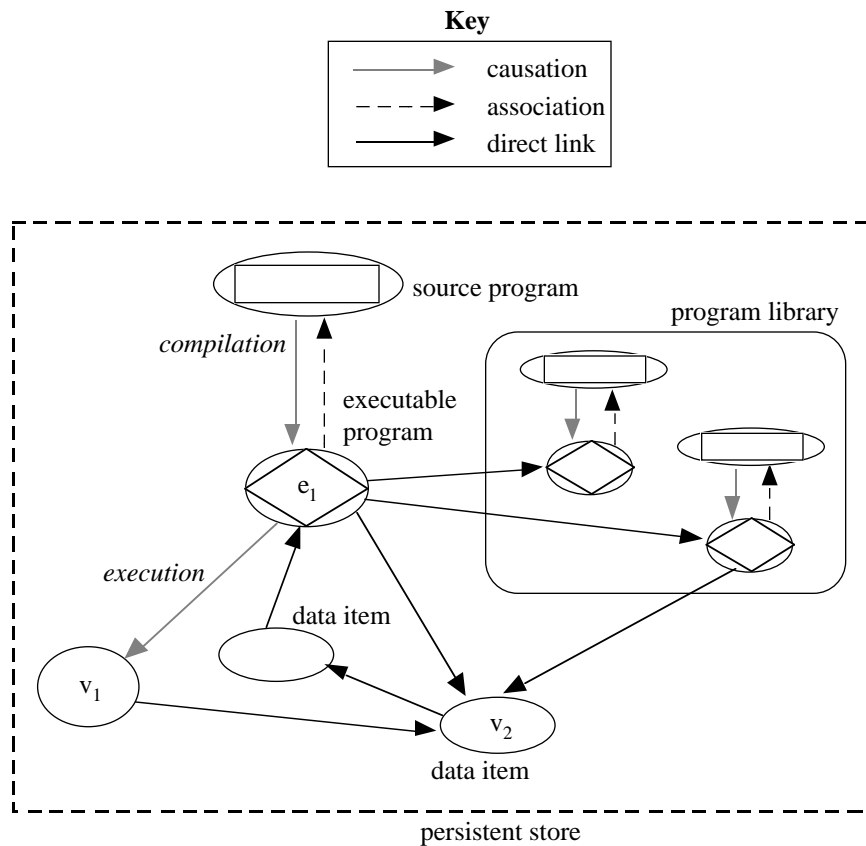 Key
causation
association
direct link
source program
program library
compilation
executable
program
e1
execution
data item
v1
v2
data item
persistent store